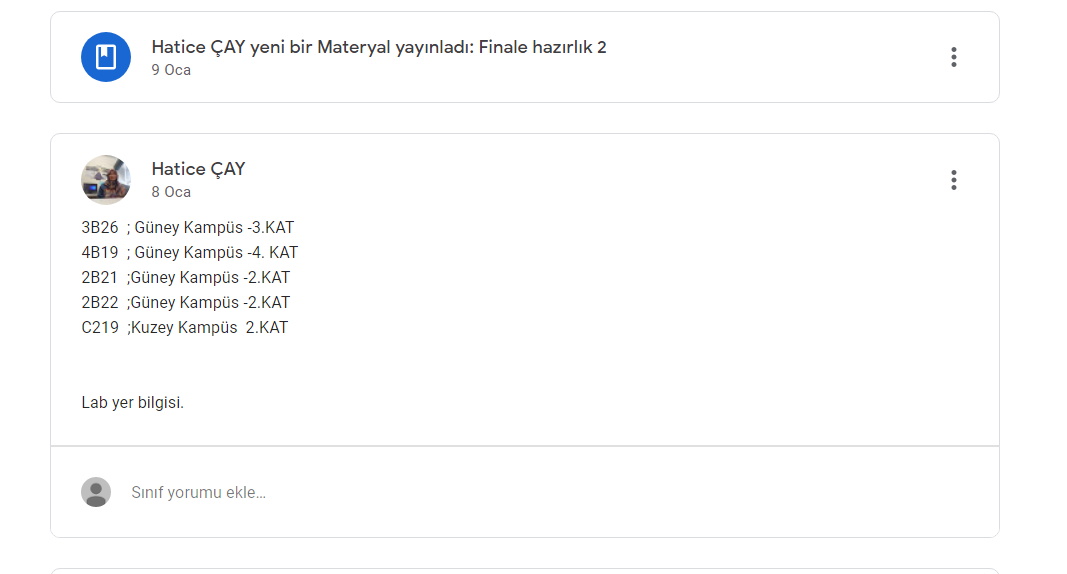 Hatice ÇAY yeni bir Materyal yayınladı: Finale hazırlık 2
9 Oca
Hatice ÇAY
8 Oca
3B26 ; Güney Kampüs -3.KAT
4B19 ; Güney Kampüs -4. KAT
2B21 ;Güney Kampüs -2.KAT
2B22 ;Güney Kampüs -2.KAT
C219 ;Kuzey Kampüs 2.KAT
Lab yer bilgisi.
Sınıf yorumu ekle…